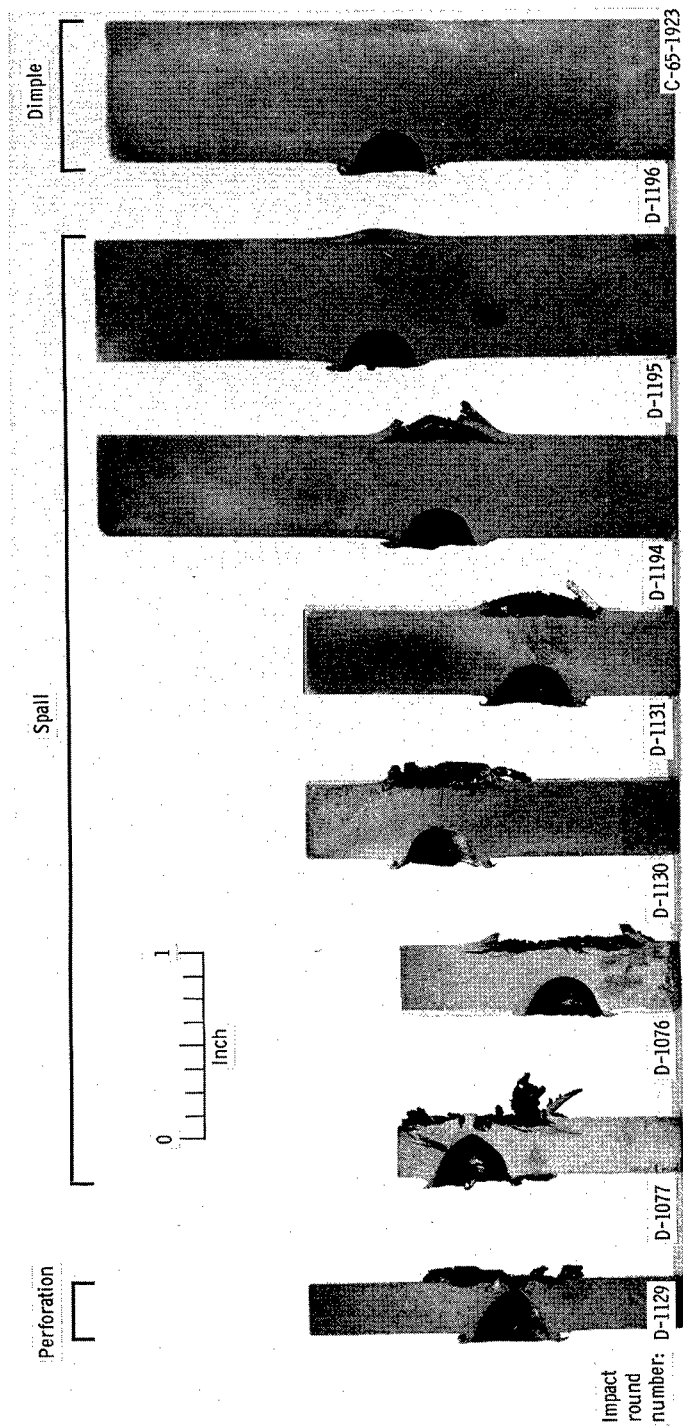 Perforation
Spall
Dimple
0
1
Inch
Impact
round
number: D-1129
D-1077
D-1076
D-1130
D-1131
D-1194
D-1195
D-1196
C-65-1923